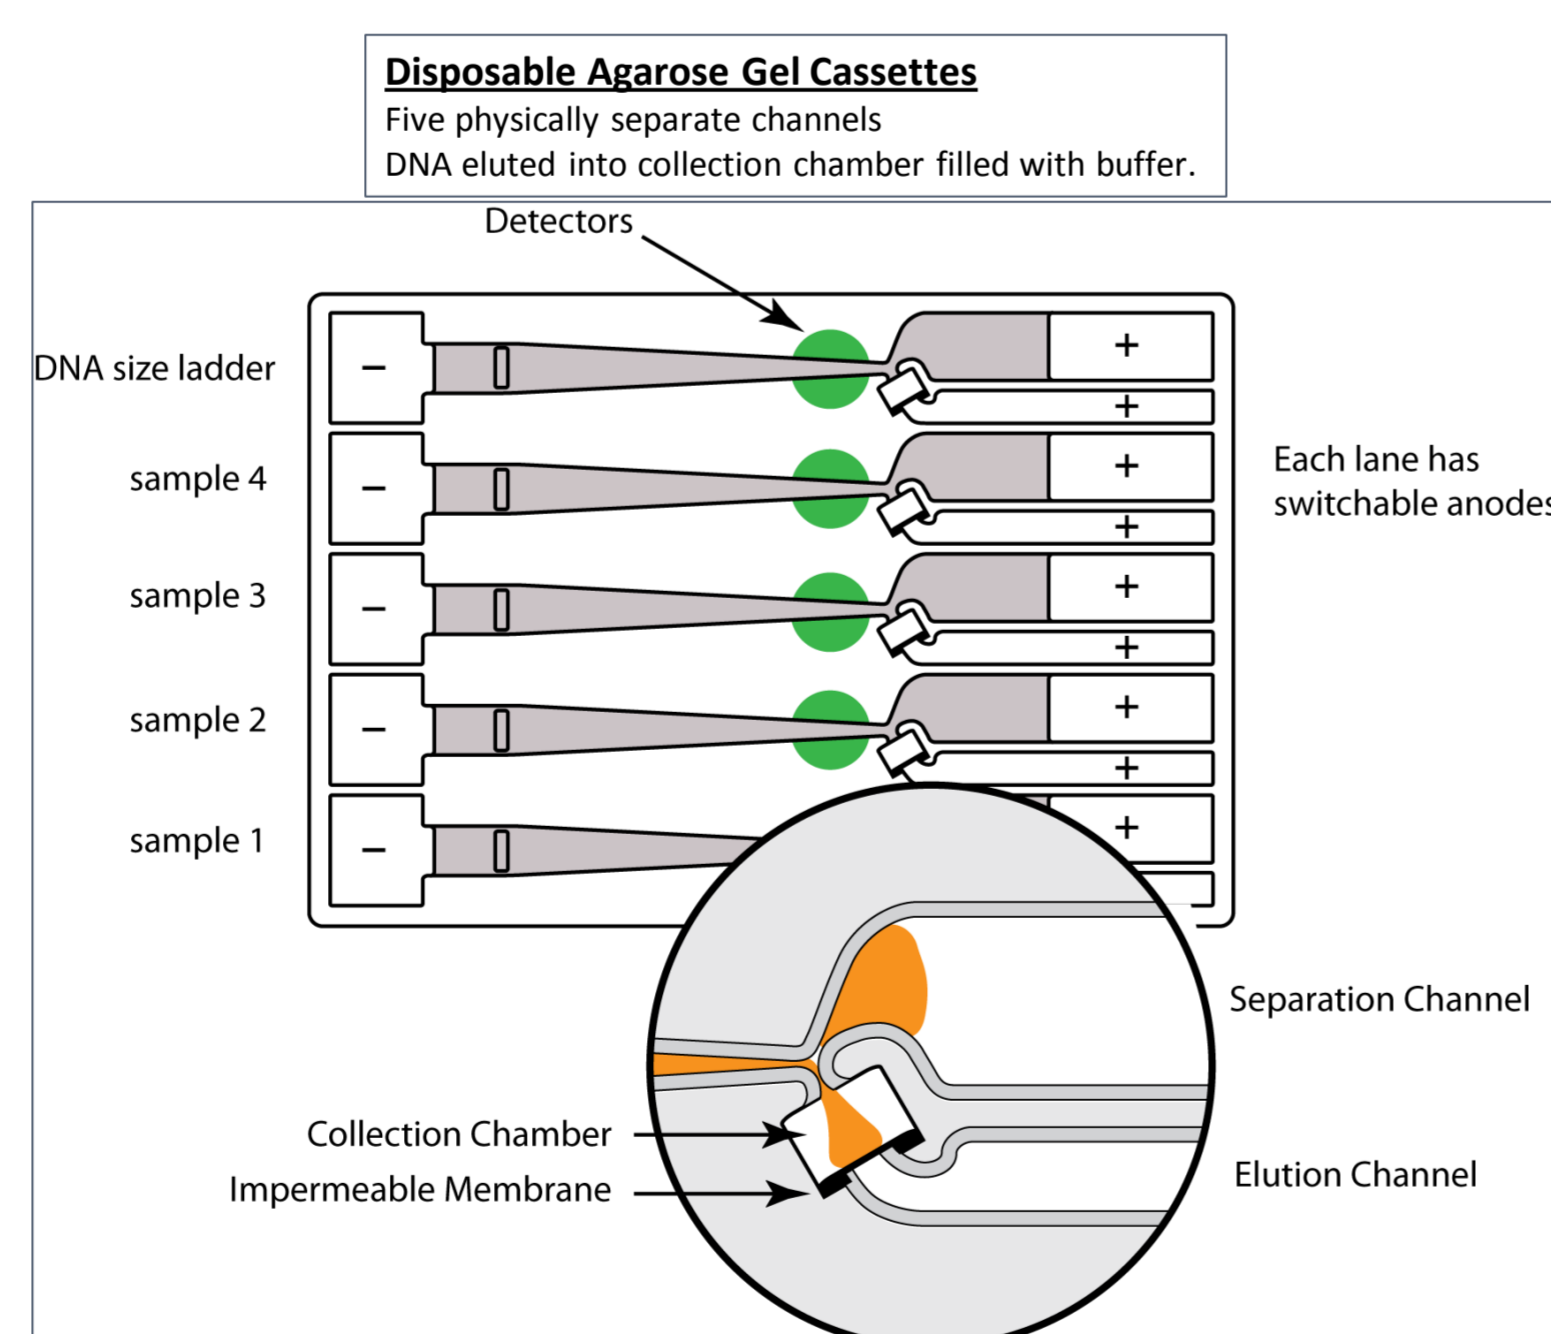 Disposable Agarose Gel Cassettes
Five physically separate channels
DNA eluted into collection chamber filled with buffer.
Detectors
DNA size ladder
− +
+
sample 4
− +
+
Each lane has
switchable anodes
sample 3
− +
+
sample 2
− +
+
sample 1
− +
Separation Channel
Collection Chamber
Impermeable Membrane
Elution Channel